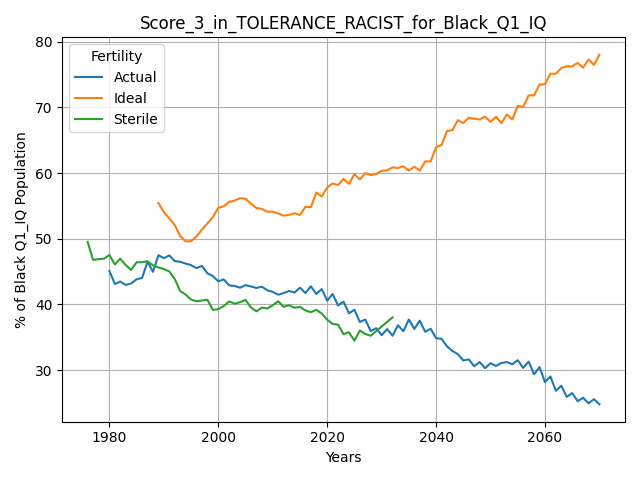 Score_3_in_TOLERANCE_RACIST_for_Black_Q1_IQ
Fertility
Actual
Ideal
Sterile
% of Black Q1_IQ Population
80
70
60
50
40
30
1980
2000
2020
2040
2060
Years